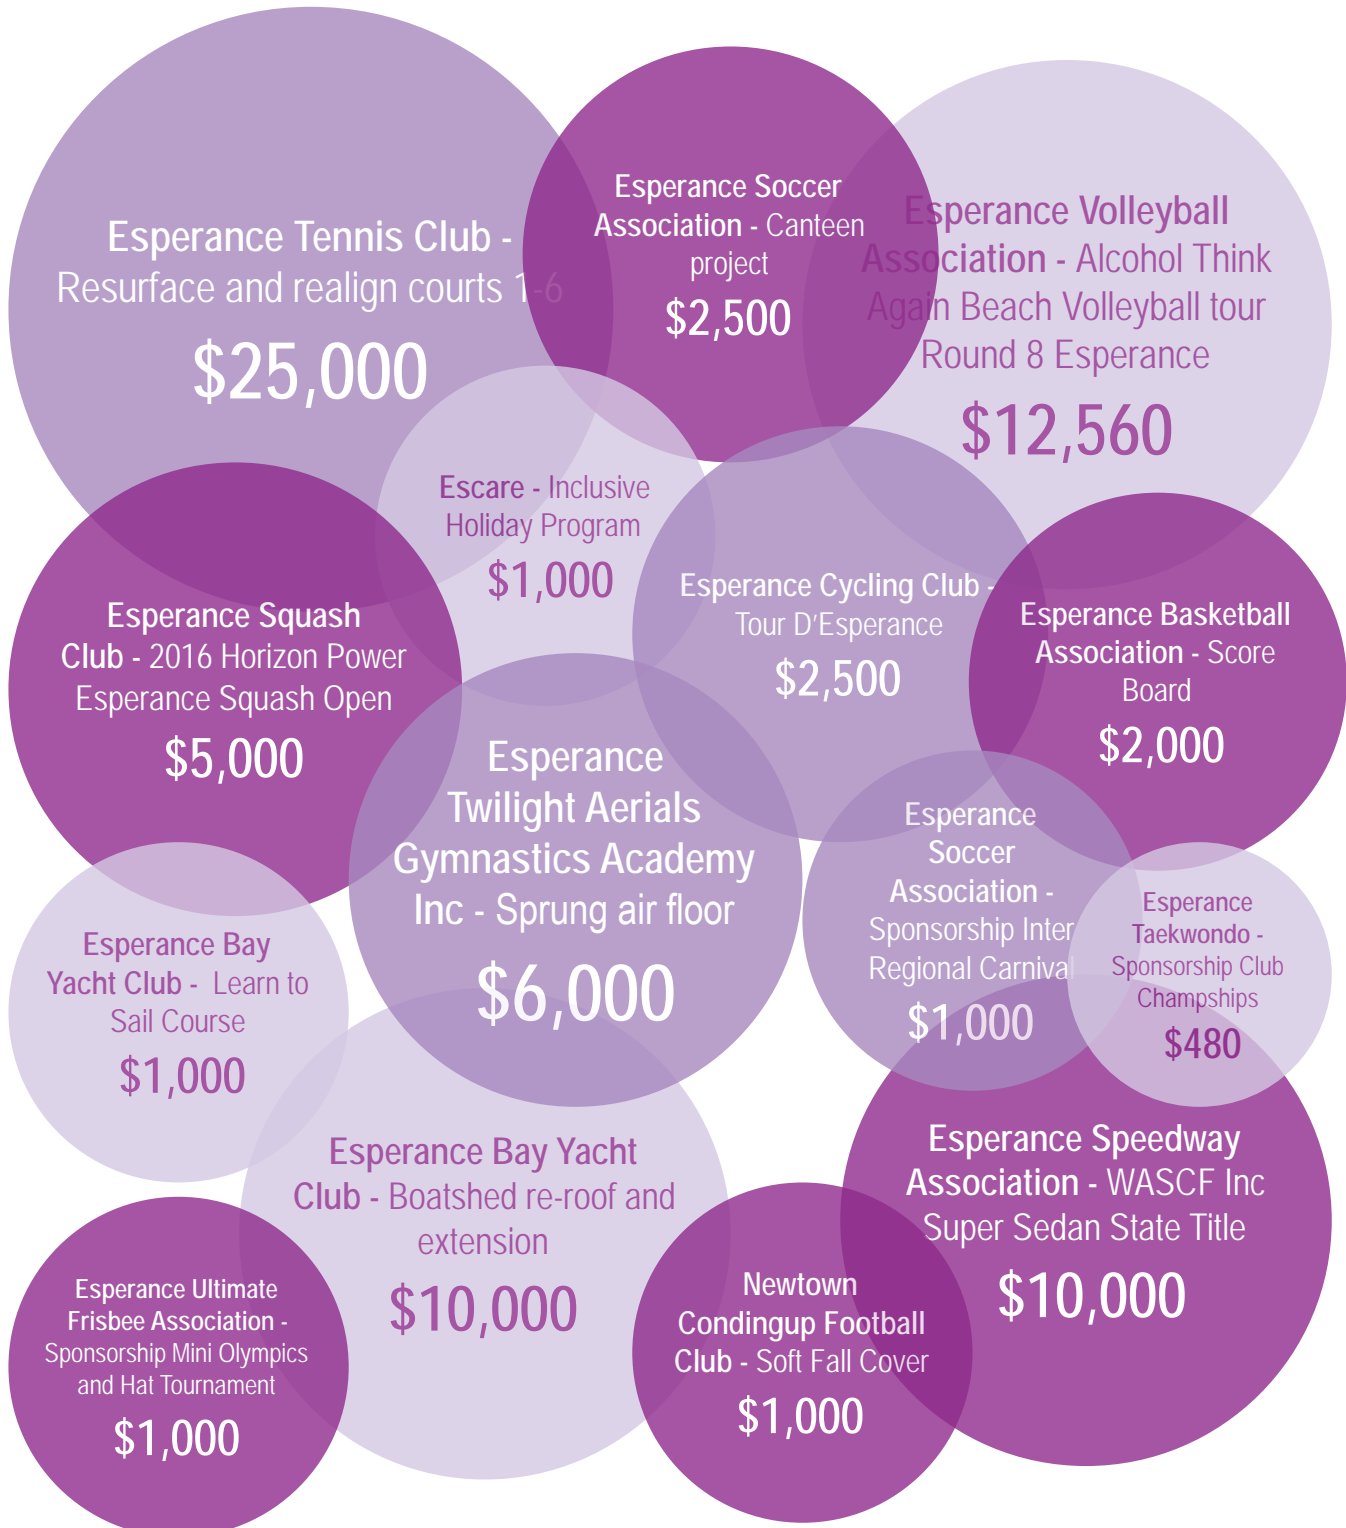 Esperance Tennis Club -
Resurface and realign courts 1-6
$25,000
Esperance Soccer
Association - Canteen
project
$2,500
Esperance Volleyball
Association - Alcohol Think
Again Beach Volleyball tour
Round 8 Esperance
$12,560
Escare - Inclusive
Holiday Program
$1,000
Esperance Squash
Club - 2016 Horizon Power
Esperance Squash Open
$5,000
Esperance Cycling Club -
Tour D'Esperance
$2,500
Esperance Basketball
Association - Score
Board
$2,000
Esperance
Twilight Aerials
Gymnastics Academy
Inc - Sprung air floor
$6,000
Esperance
Soccer
Association -
Sponsorship Inter
Regional Carnival
$1,000
Esperance
Taekwondo -
Sponsorship Club
Champships
$480
Esperance Bay
Yacht Club - Learn to
Sail Course
$1,000
Esperance Bay Yacht
Club - Boatshed re-roof and
extension
$10,000
Esperance Speedway
Association - WASCF Inc
Super Sedan State Title
$10,000
Esperance Ultimate
Frisbee Association -
Sponsorship Mini Olympics
and Hat Tournament
$1,000
Newtown
Condingup Football
Club - Soft Fall Cover
$1,000